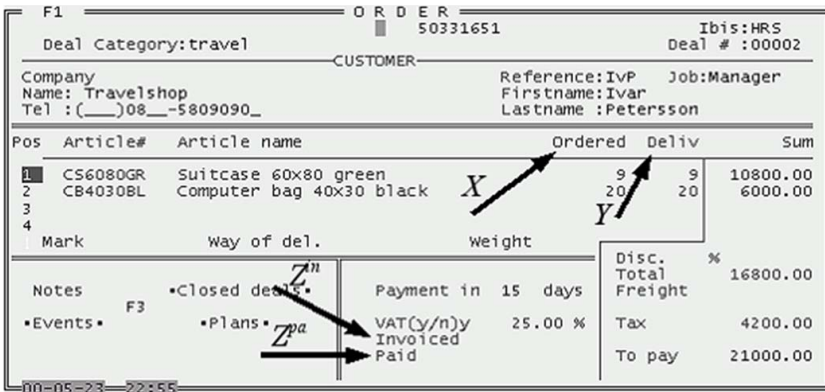 F1 ORDER
50331651 Ibis:HRS
Deal Category:travel Deal # :00002
CUSTOMER
Company Reference:IvP Job:Manager
Name: Travelshop Firstname:Ivar
Tel :(___)08__-5809090_ Lastname :Petersson
Pos Article# Article name Ordered Deliv Sum
1 CS6080GR Suitcase 60x80 green 9 9 10800.00
2 CB4030BL Computer bag 40x30 black X 20 Y 20 6000.00
3
4
Mark Way of del. Weight
Disc. %
Zin Total 16800.00
Notes •Closed deals• Payment in 15 days Freight
F3
•Events• •Plans• Zpa VAT(y/n)y 25.00 % Tax 4200.00
Invoiced
Paid To pay 21000.00
00-05-23 22:55